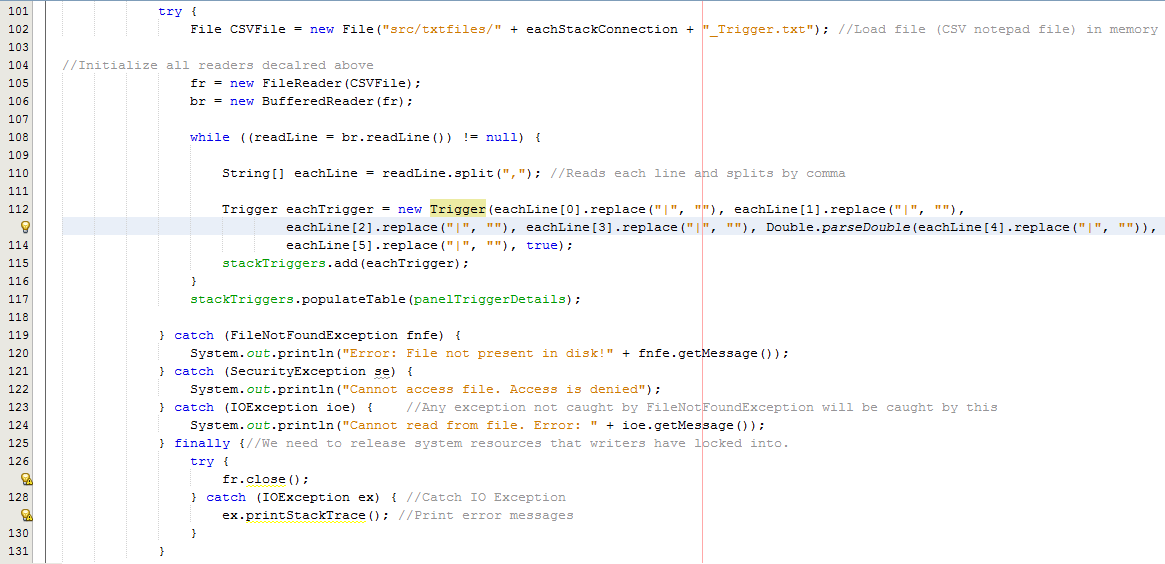 101             try {
102                 File CSVFile = new File("src/txtfiles/" + eachStackConnection + "_Trigger.txt"); //Load file (CSV notepad file) in memory
103
104 //Initialize all readers decalred above
105                 fr = new FileReader(CSVFile);
106                 br = new BufferedReader(fr);
107
108                 while ((readLine = br.readLine()) != null) {
109
110                     String[] eachLine = readLine.split(","); //Reads each line and splits by comma
111
112                     Trigger eachTrigger = new Trigger(eachLine[0].replace("|", ""), eachLine[1].replace("|", ""),
                            eachLine[2].replace("|", ""), eachLine[3].replace("|", ""), Double.parseDouble(eachLine[4].replace("|", "")),
114                             eachLine[5].replace("|", ""), true);
115                     stackTriggers.add(eachTrigger);
116                 }
117                 stackTriggers.populateTable(panelTriggerDetails);
118
119             } catch (FileNotFoundException fnfe) {
120                 System.out.println("Error: File not present in disk!" + fnfe.getMessage());
121             } catch (SecurityException se) {
122                 System.out.println("Cannot access file. Access is denied");
123             } catch (IOException ioe) {    //Any exception not caught by FileNotFoundException will be caught by this
124                 System.out.println("Cannot read from file. Error: " + ioe.getMessage());
125             } finally {//We need to release system resources that writers have locked into.
126                 try {
                    fr.close();
128                 } catch (IOException ex) { //Catch IO Exception
                    ex.printStackTrace(); //Print error messages
130                 }
131             }